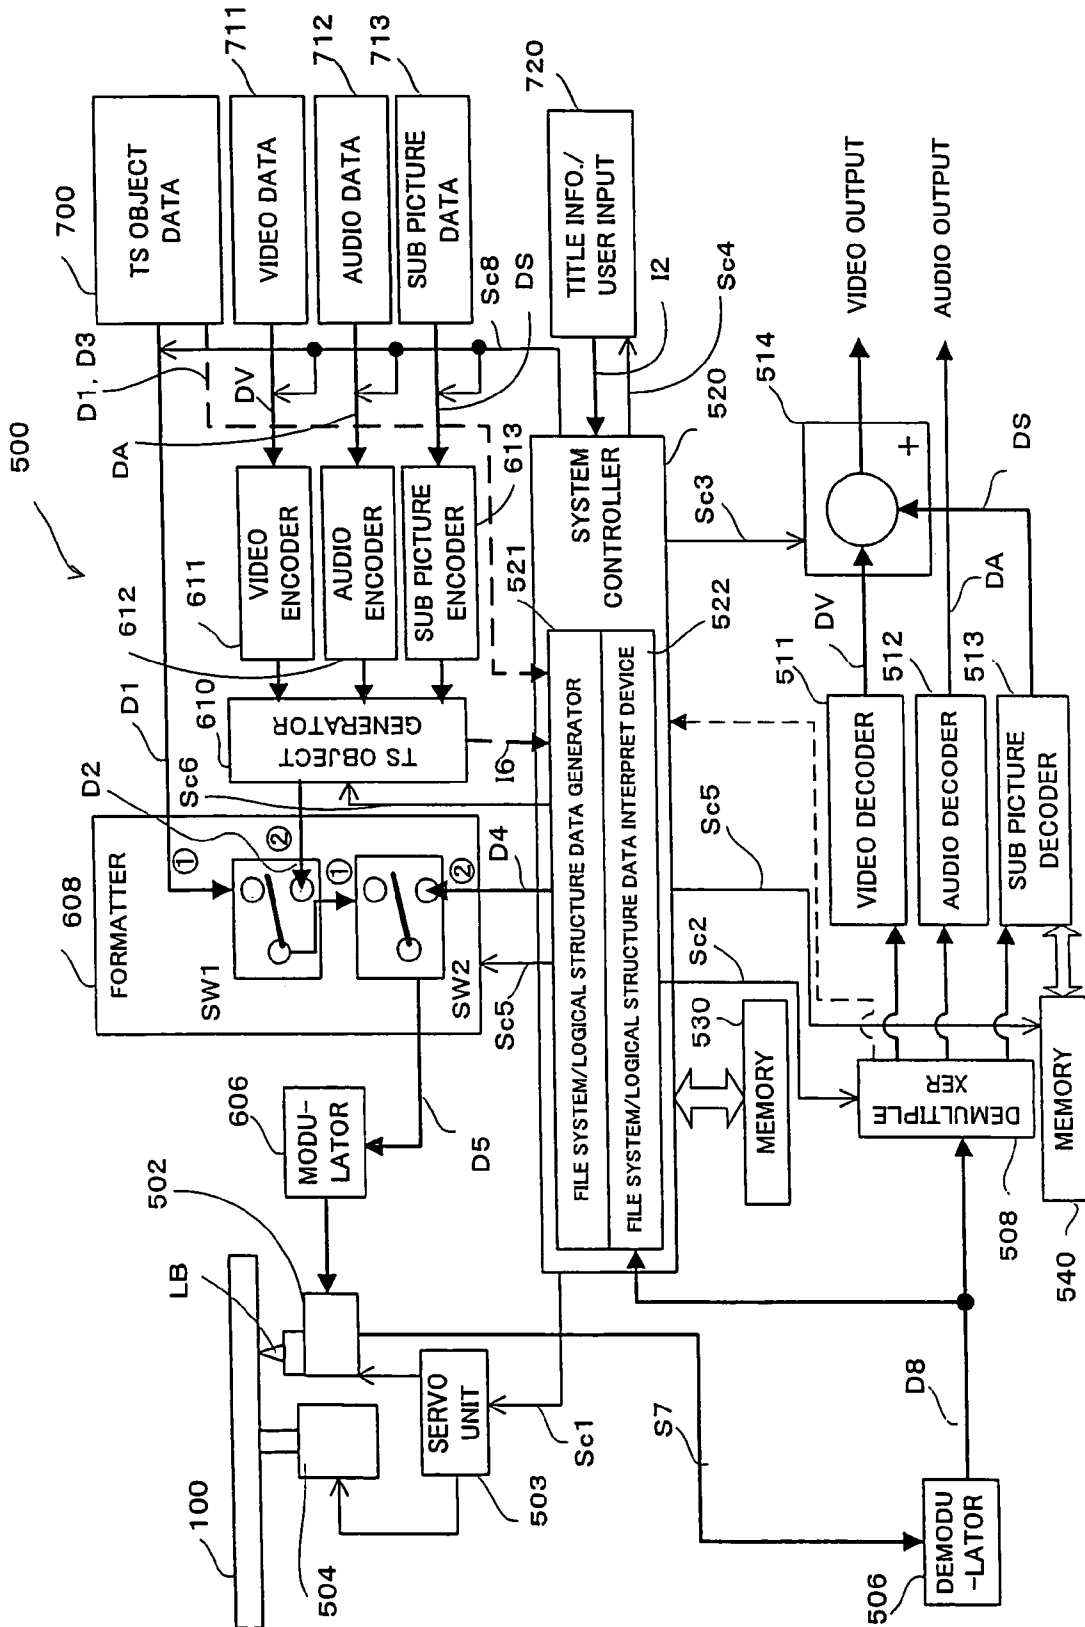 500
700
TS OBJECT
DATA
711
VIDEO DATA
712
AUDIO DATA
713
SUB PICTURE
DATA
D1, D3
DV
DA
DS
Sc8
720
TITLE INFO./
USER INPUT
I2
Sc4
608
FORMATTER
①
②
SW1
①
②
SW2
D1
D2
Sc6
610
TS OBJECT
GENERATOR
611
VIDEO
ENCODER
612
AUDIO
ENCODER
613
SUB PICTURE
ENCODER
I6
D4
Sc5
D5
606
MODU-
LATOR
502
LB
100
504
SERVO
UNIT
503
Sc1
S7
520
SYSTEM
CONTROLLER
521
FILE SYSTEM/LOGICAL STRUCTURE DATA GENERATOR
522
FILE SYSTEM/LOGICAL STRUCTURE DATA INTERPRET DEVICE
530
MEMORY
Sc2
Sc5
Sc3
506
DEMODU
-LATOR
D8
508
DEMULTIPLE
XER
540
MEMORY
511
VIDEO DECODER
512
AUDIO DECODER
513
SUB PICTURE
DECODER
DV
DA
DS
514
+
VIDEO OUTPUT
AUDIO OUTPUT